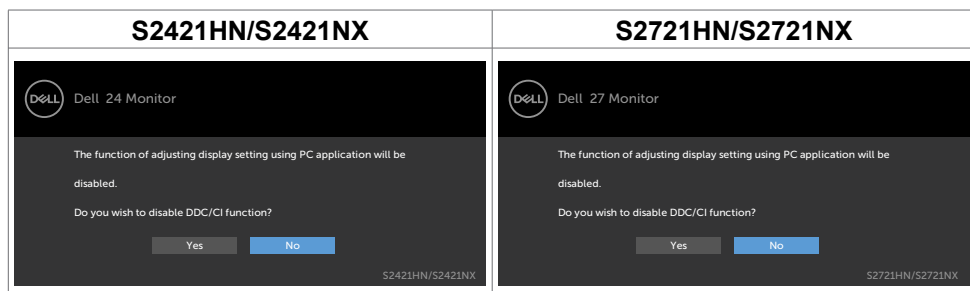 S2421HN/S2421NX
S2721HN/S2721NX
DELL Dell 24 Monitor
The function of adjusting display setting using PC application will be
disabled.
Do you wish to disable DDC/CI function?
Yes No
S2421HN/S2421NX
DELL Dell 27 Monitor
The function of adjusting display setting using PC application will be
disabled.
Do you wish to disable DDC/CI function?
Yes No
S2721HN/S2721NX